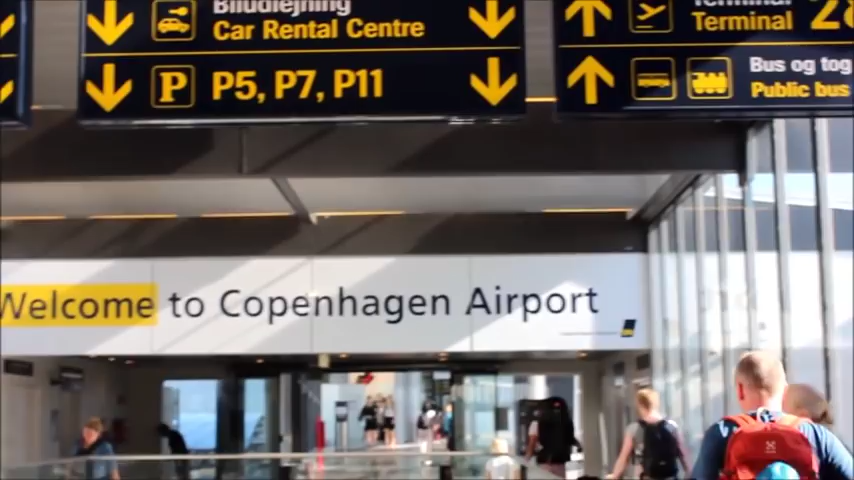 Biludlejning
Car Rental Centre
P P5, P7, P11
Terminal
Terminal 2
Bus og tog
Public bus
Welcome to Copenhagen Airport